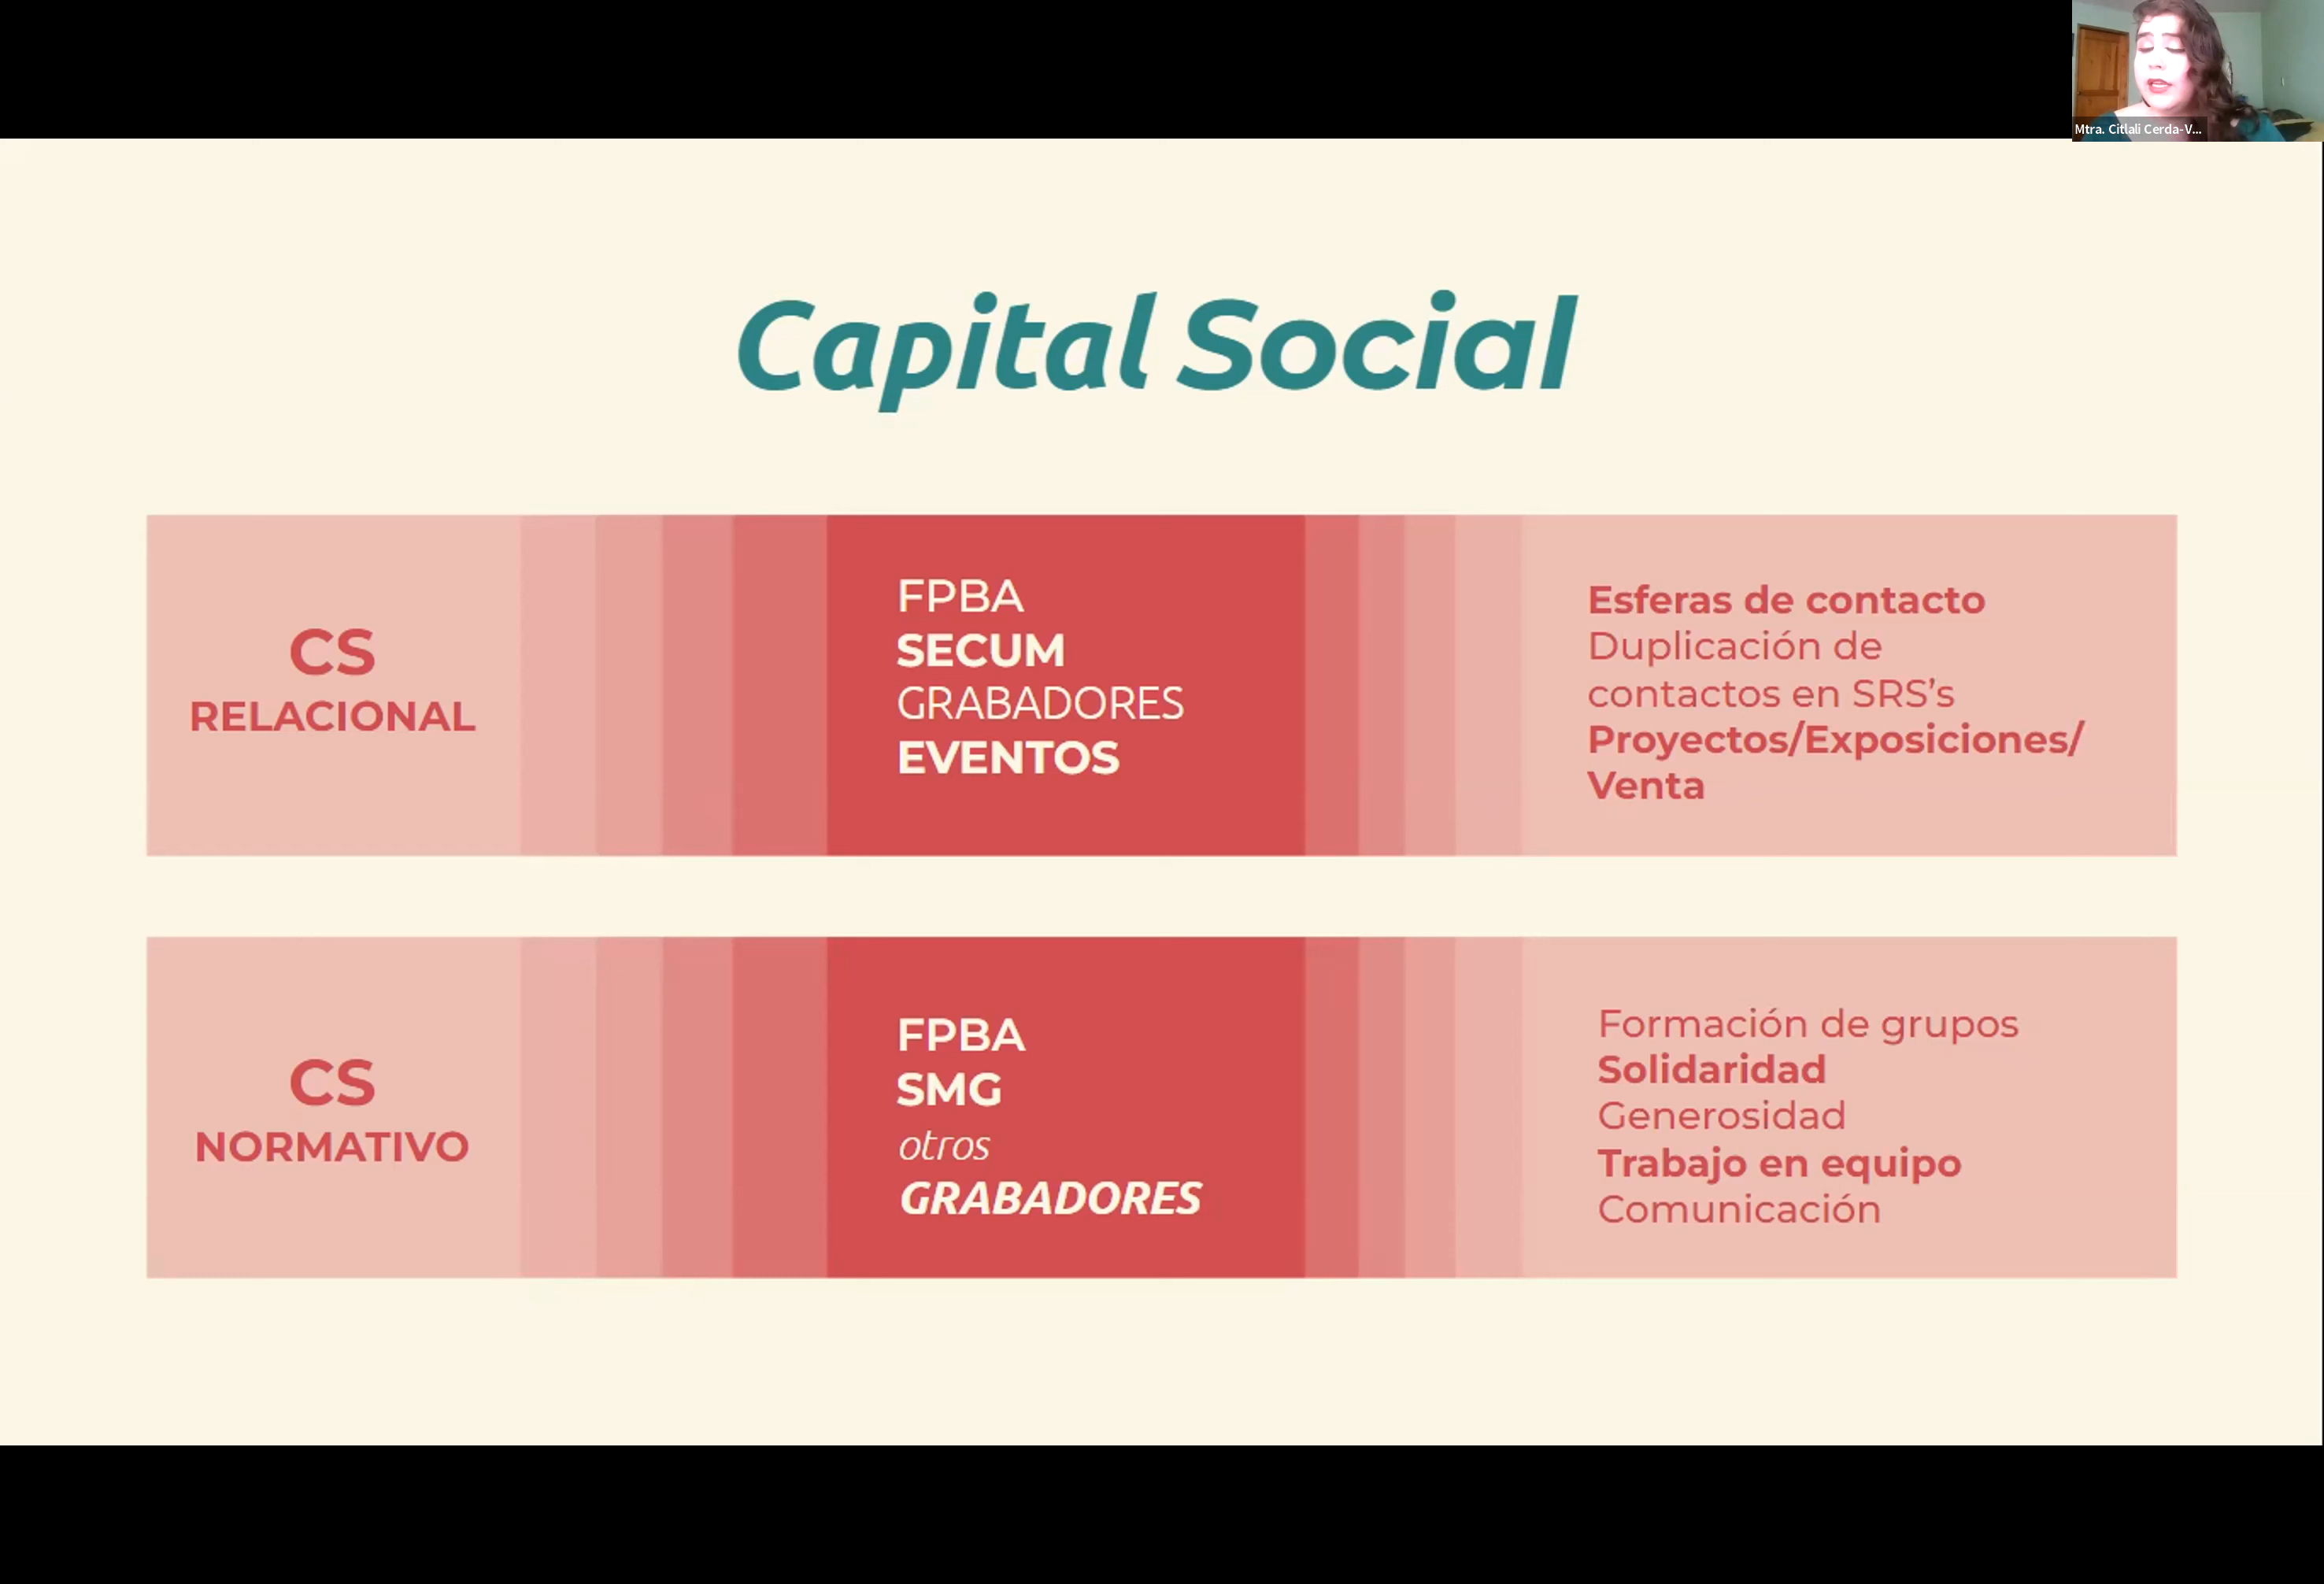 Mtra. Citlali Cerda-V...
Capital Social
CS
RELACIONAL
FPBA
SECUM
GRABADORES
EVENTOS
Esferas de contacto
Duplicación de
contactos en SRS’s
Proyectos/Exposiciones/
Venta
CS
NORMATIVO
FPBA
SMG
otros
GRABADORES
Formación de grupos
Solidaridad
Generosidad
Trabajo en equipo
Comunicación